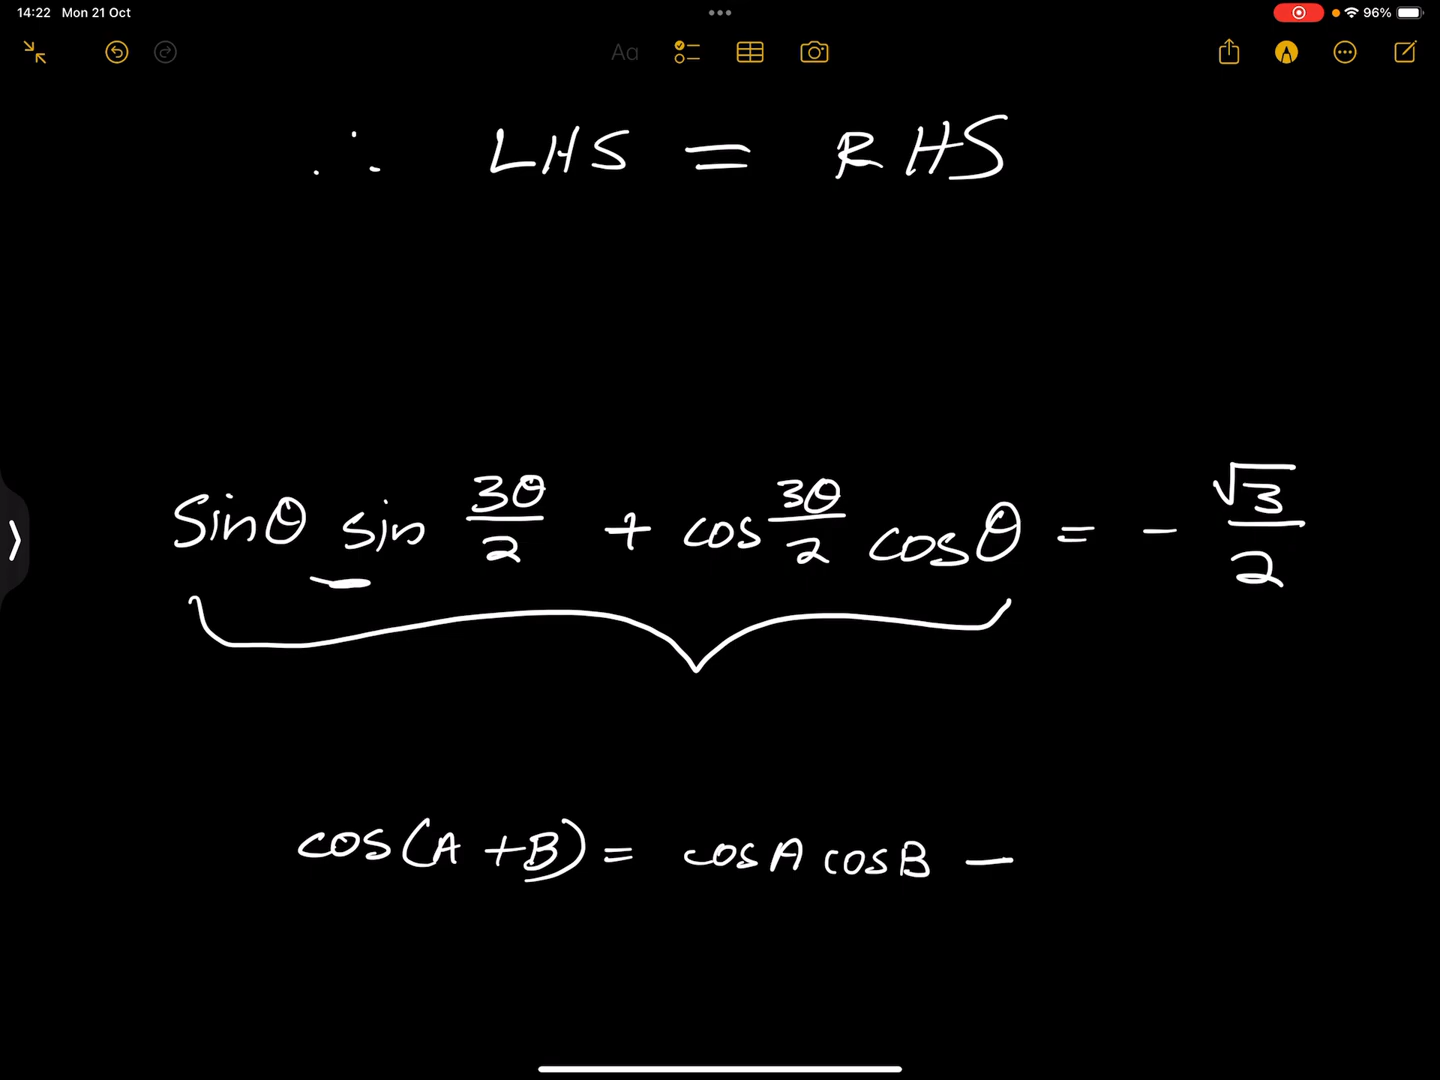 14:22 Mon 21 Oct 96%
Aa
∴ LHS = RHS
sinθ sin 3θ/2 + cos 3θ/2 cosθ = - √3/2
cos(A+B) = cosA cosB -